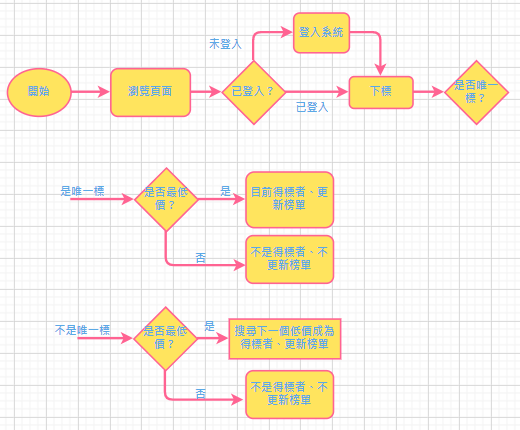 未登入
登入系統
開始
瀏覽頁面
已登入？
下標
是否唯一
標？
已登入
是唯一標
是否最低
價？
是
目前得標者、更
新榜單
否
不是得標者、不
更新榜單
不是唯一標
是否最低
價？
是
搜尋下一個低價成為
得標者、更新榜單
否
不是得標者、不
更新榜單